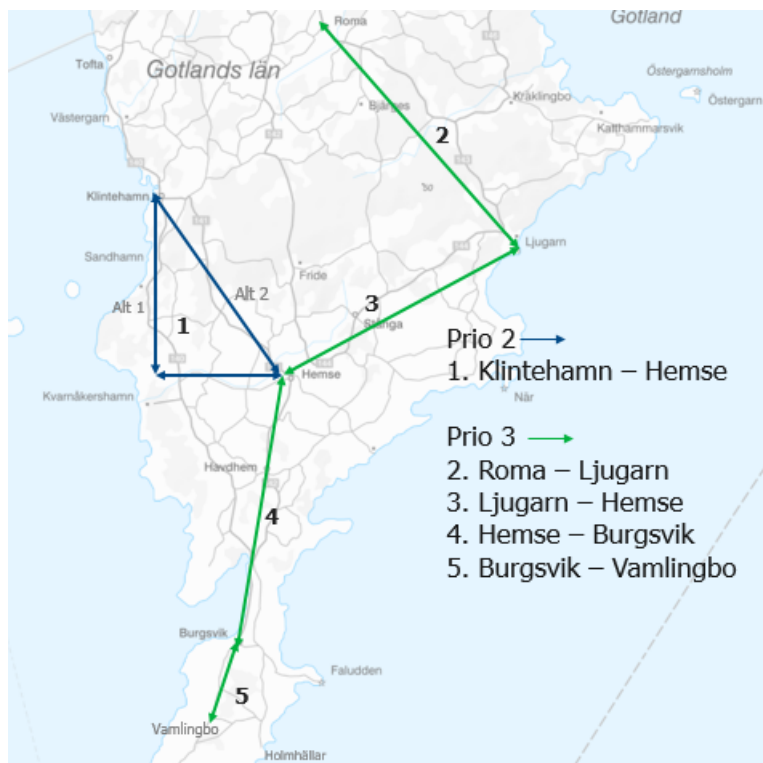 Roma
Gotland
Tofta
Gotlands län
Östergarnsholm
Östergarn
Bjärges
Kräklingbo
Västergarn
2
Katthammarsvik
Klintehamn
Ljugarn
Sandhamn
Fride
Alt 2
Alt 1
3
1
Stånga
Prio 2
1. Klintehamn – Hemse
Hemse
När
Kvarnåkershamn
Prio 3
Havdhem
2. Roma – Ljugarn
3. Ljugarn – Hemse
4
4. Hemse – Burgsvik
5. Burgsvik – Vamlingbo
Burgsvik
Faludden
5
Vamlingbo
Holmhällar